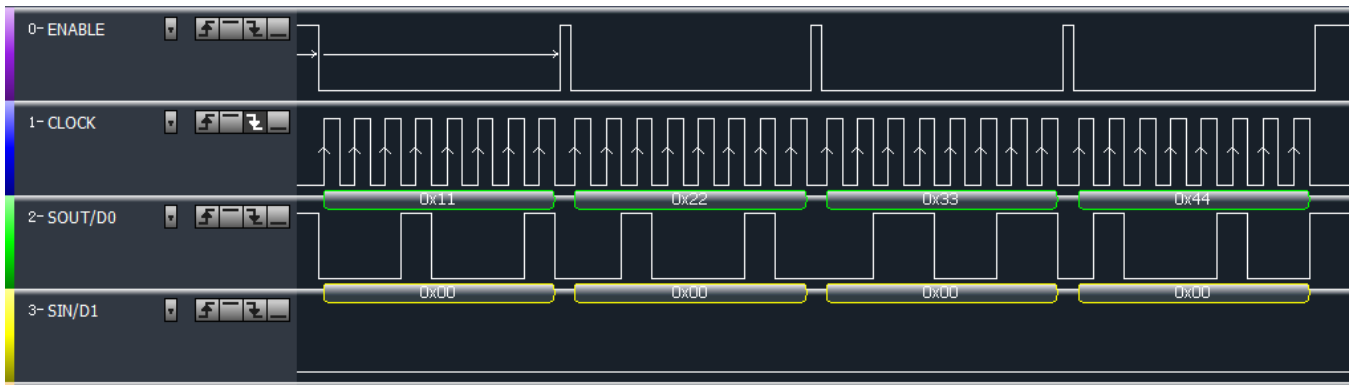 0- ENABLE
1- CLOCK
0x11 0x22 0x33 0x44
2- SOUT/D0
0x00 0x00 0x00 0x00
3- SIN/D1